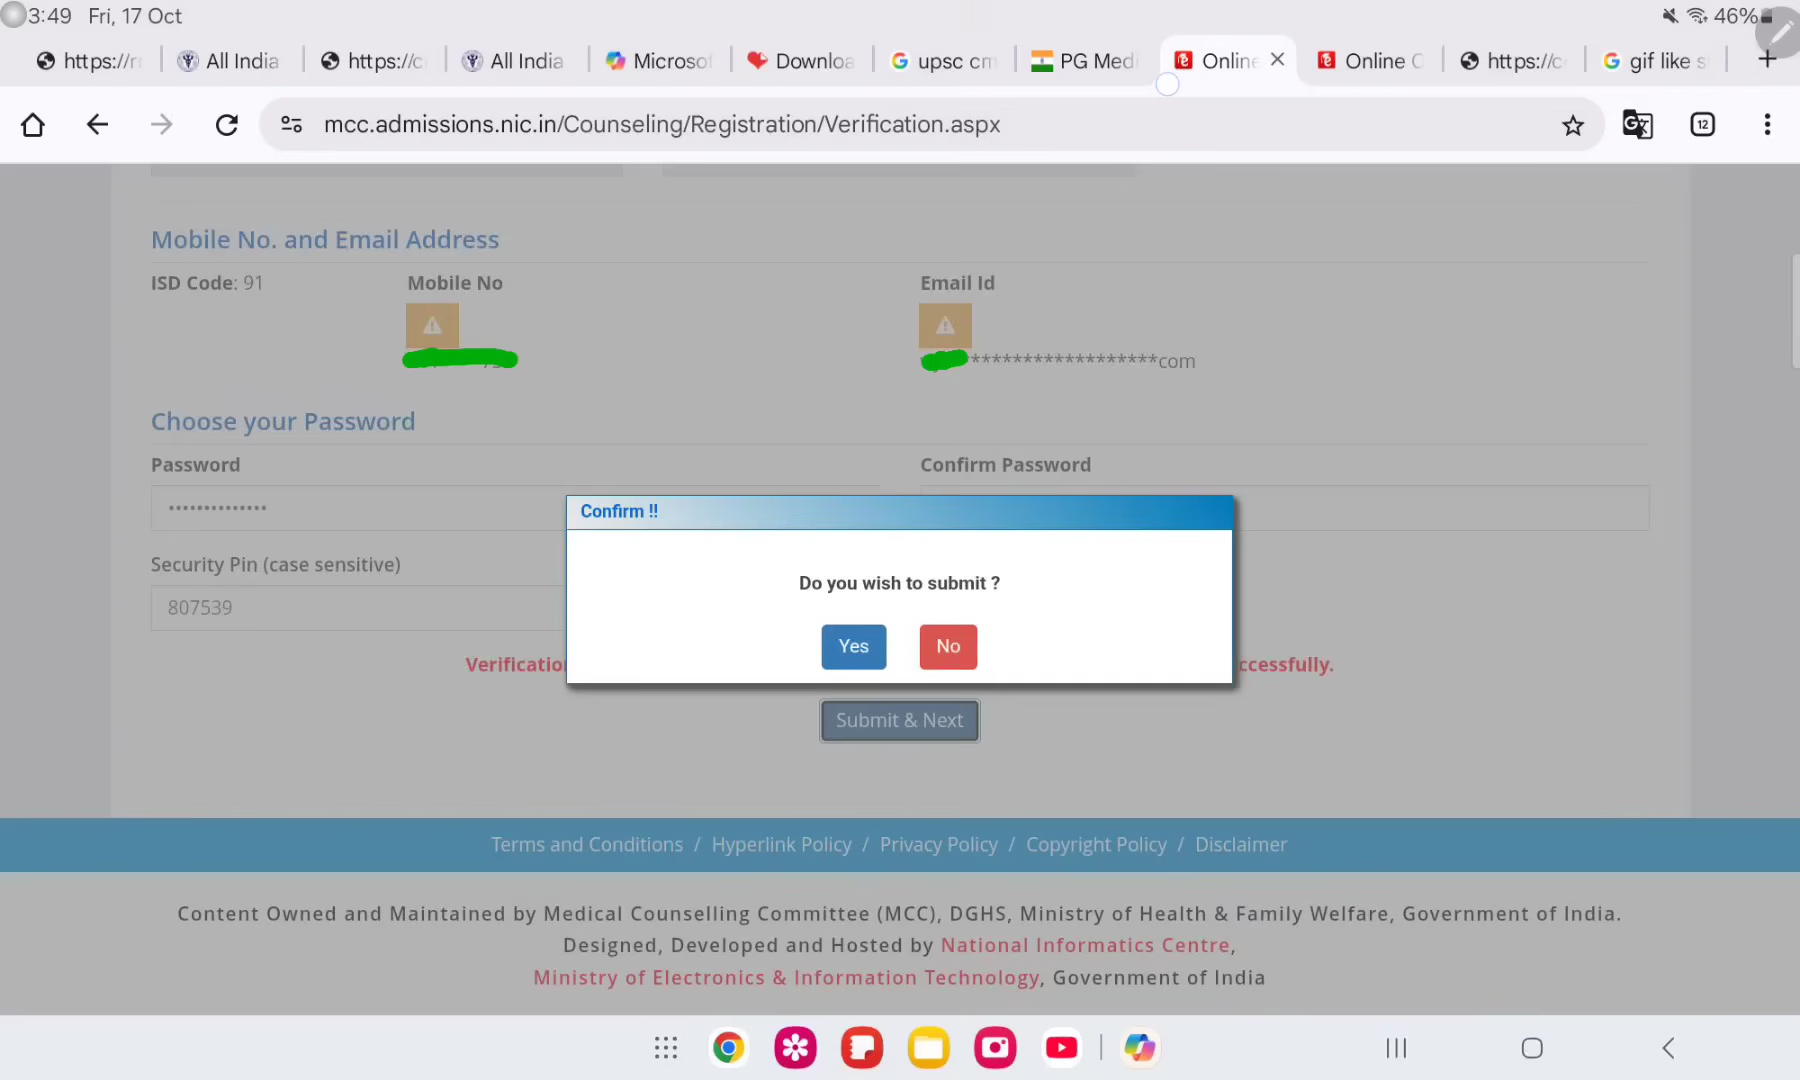 3:49 Fri, 17 Oct
46%
https://r
All India
https://c
All India
Microsof
Downloa
upsc cm
PG Medi
Online
Online C
https://c
gif like s
mcc.admissions.nic.in/Counseling/Registration/Verification.aspx
12
Mobile No. and Email Address
ISD Code: 91
Mobile No
Email Id
******************com
Choose your Password
Password
Confirm Password
••••••••••••••
Confirm !!
Security Pin (case sensitive)
Do you wish to submit ?
807539
Yes
No
Verificatio
ccessfully.
Submit & Next
Terms and Conditions / Hyperlink Policy / Privacy Policy / Copyright Policy / Disclaimer
Content Owned and Maintained by Medical Counselling Committee (MCC), DGHS, Ministry of Health & Family Welfare, Government of India.
Designed, Developed and Hosted by National Informatics Centre,
Ministry of Electronics & Information Technology, Government of India